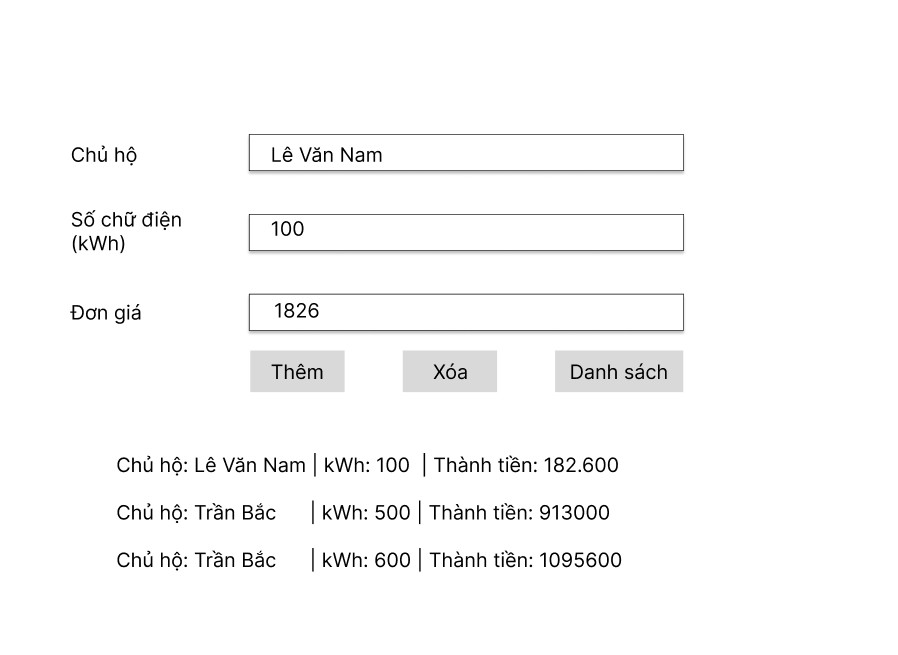 Chủ hộ
Lê Văn Nam
Số chữ điện
(kWh)
100
Đơn giá
1826
Thêm
Xóa
Danh sách
Chủ hộ: Lê Văn Nam | kWh: 100 | Thành tiền: 182.600
Chủ hộ: Trần Bắc | kWh: 500 | Thành tiền: 913000
Chủ hộ: Trần Bắc | kWh: 600 | Thành tiền: 1095600